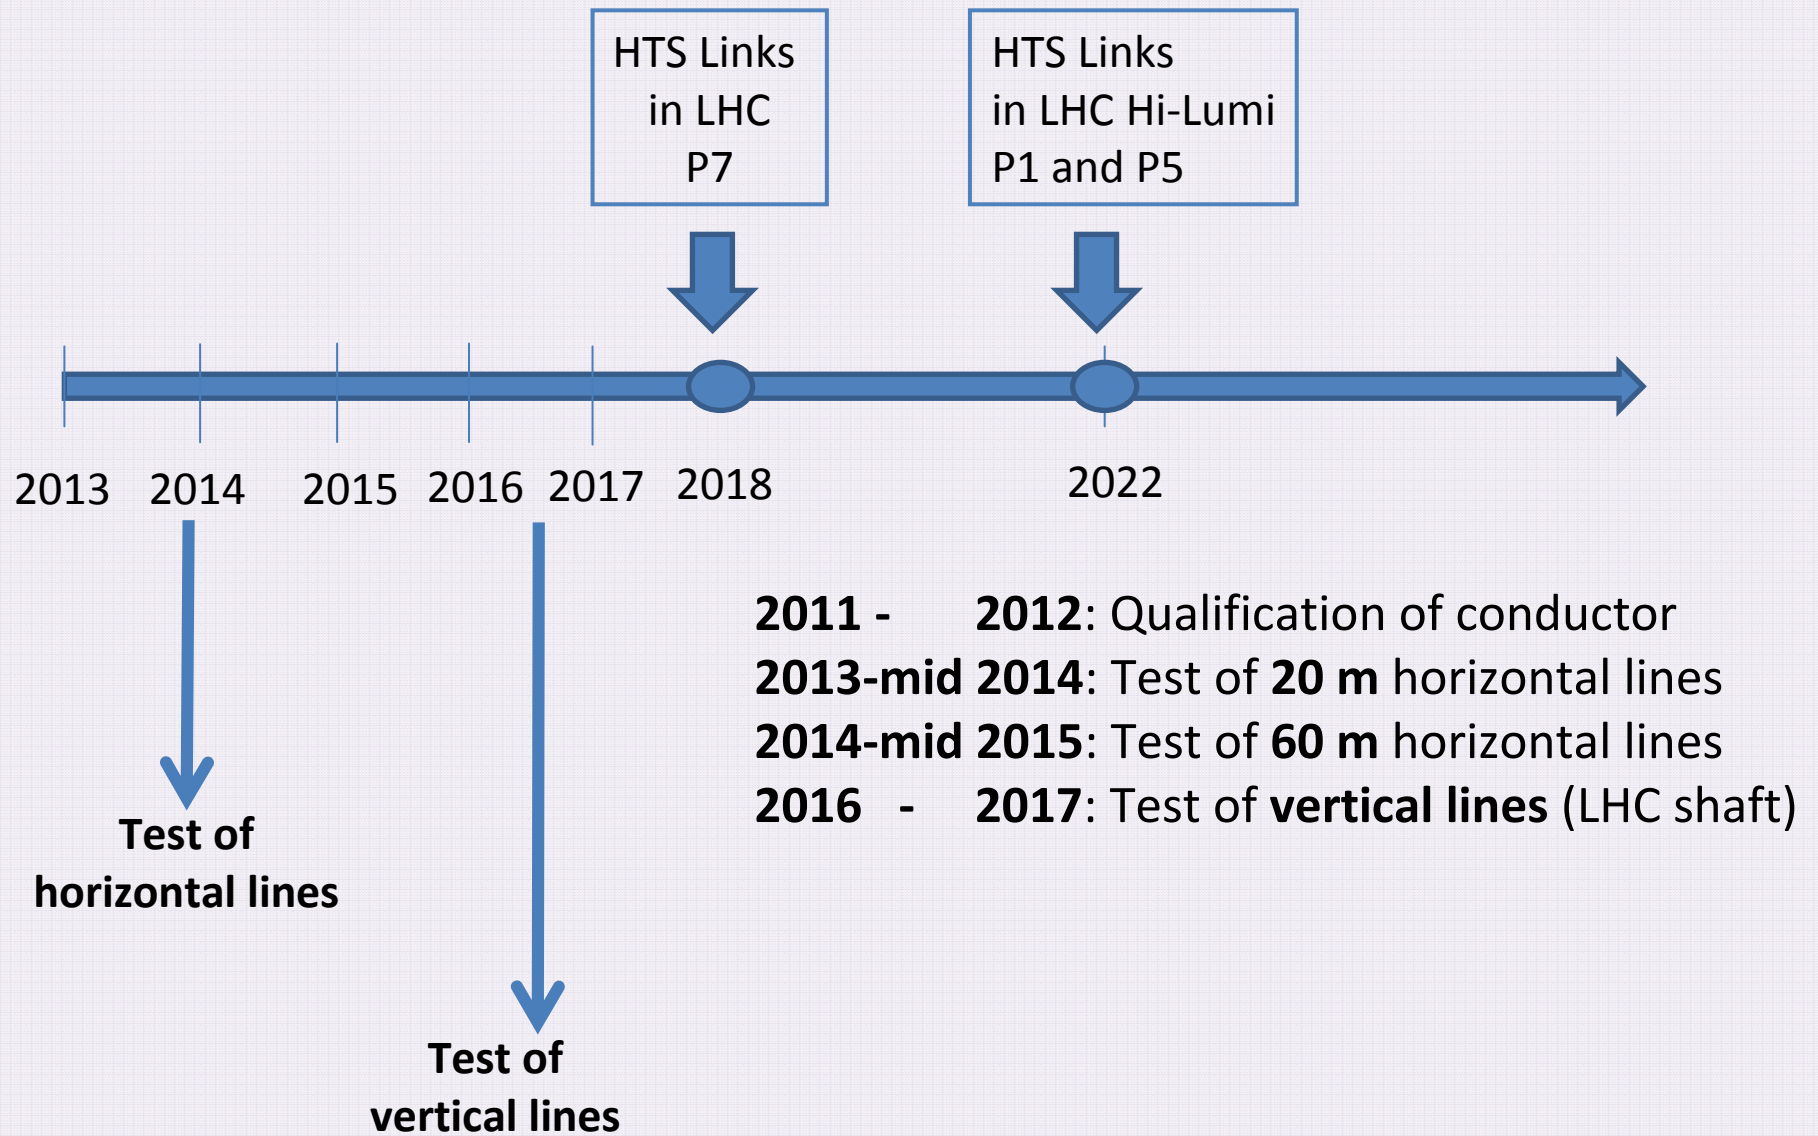 HTS Links
in LHC
P7
HTS Links
in LHC Hi-Lumi
P1 and P5
2013 2014 2015 2016 2017 2018 2022
2011 - 2012: Qualification of conductor
2013-mid 2014: Test of 20 m horizontal lines
2014-mid 2015: Test of 60 m horizontal lines
2016 - 2017: Test of vertical lines (LHC shaft)
Test of
horizontal lines
Test of
vertical lines